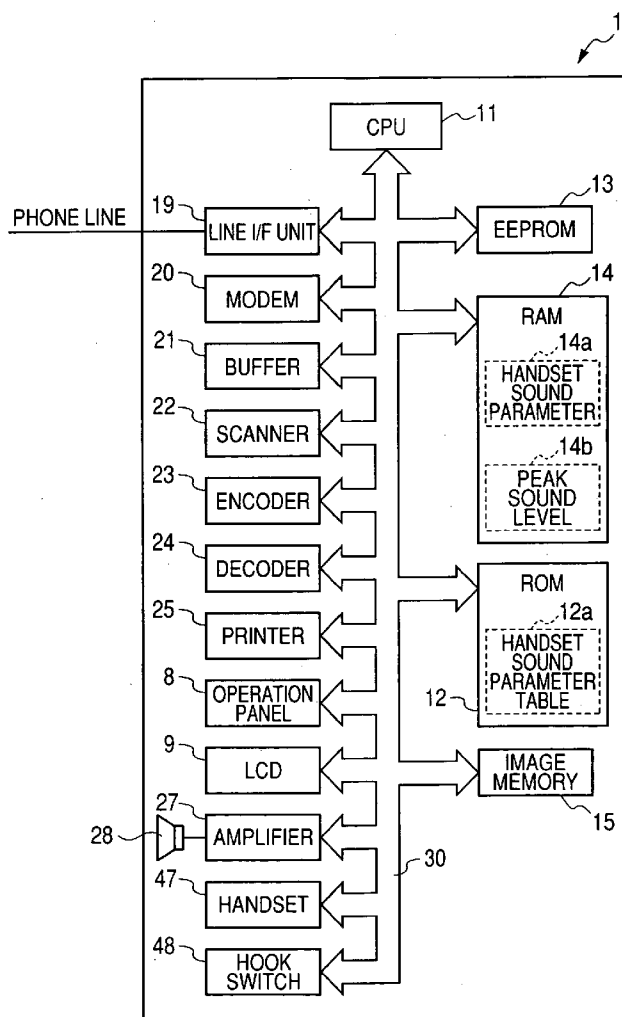 1
CPU
11
PHONE LINE
19
LINE I/F UNIT
13
EEPROM
20
MODEM
14
RAM
14a
HANDSET
SOUND
PARAMETER
14b
PEAK
SOUND
LEVEL
21
BUFFER
22
SCANNER
23
ENCODER
24
DECODER
ROM
12a
HANDSET
SOUND
PARAMETER
TABLE
12
25
PRINTER
8
OPERATION
PANEL
9
LCD
IMAGE
MEMORY
15
27
28
AMPLIFIER
30
47
HANDSET
48
HOOK
SWITCH